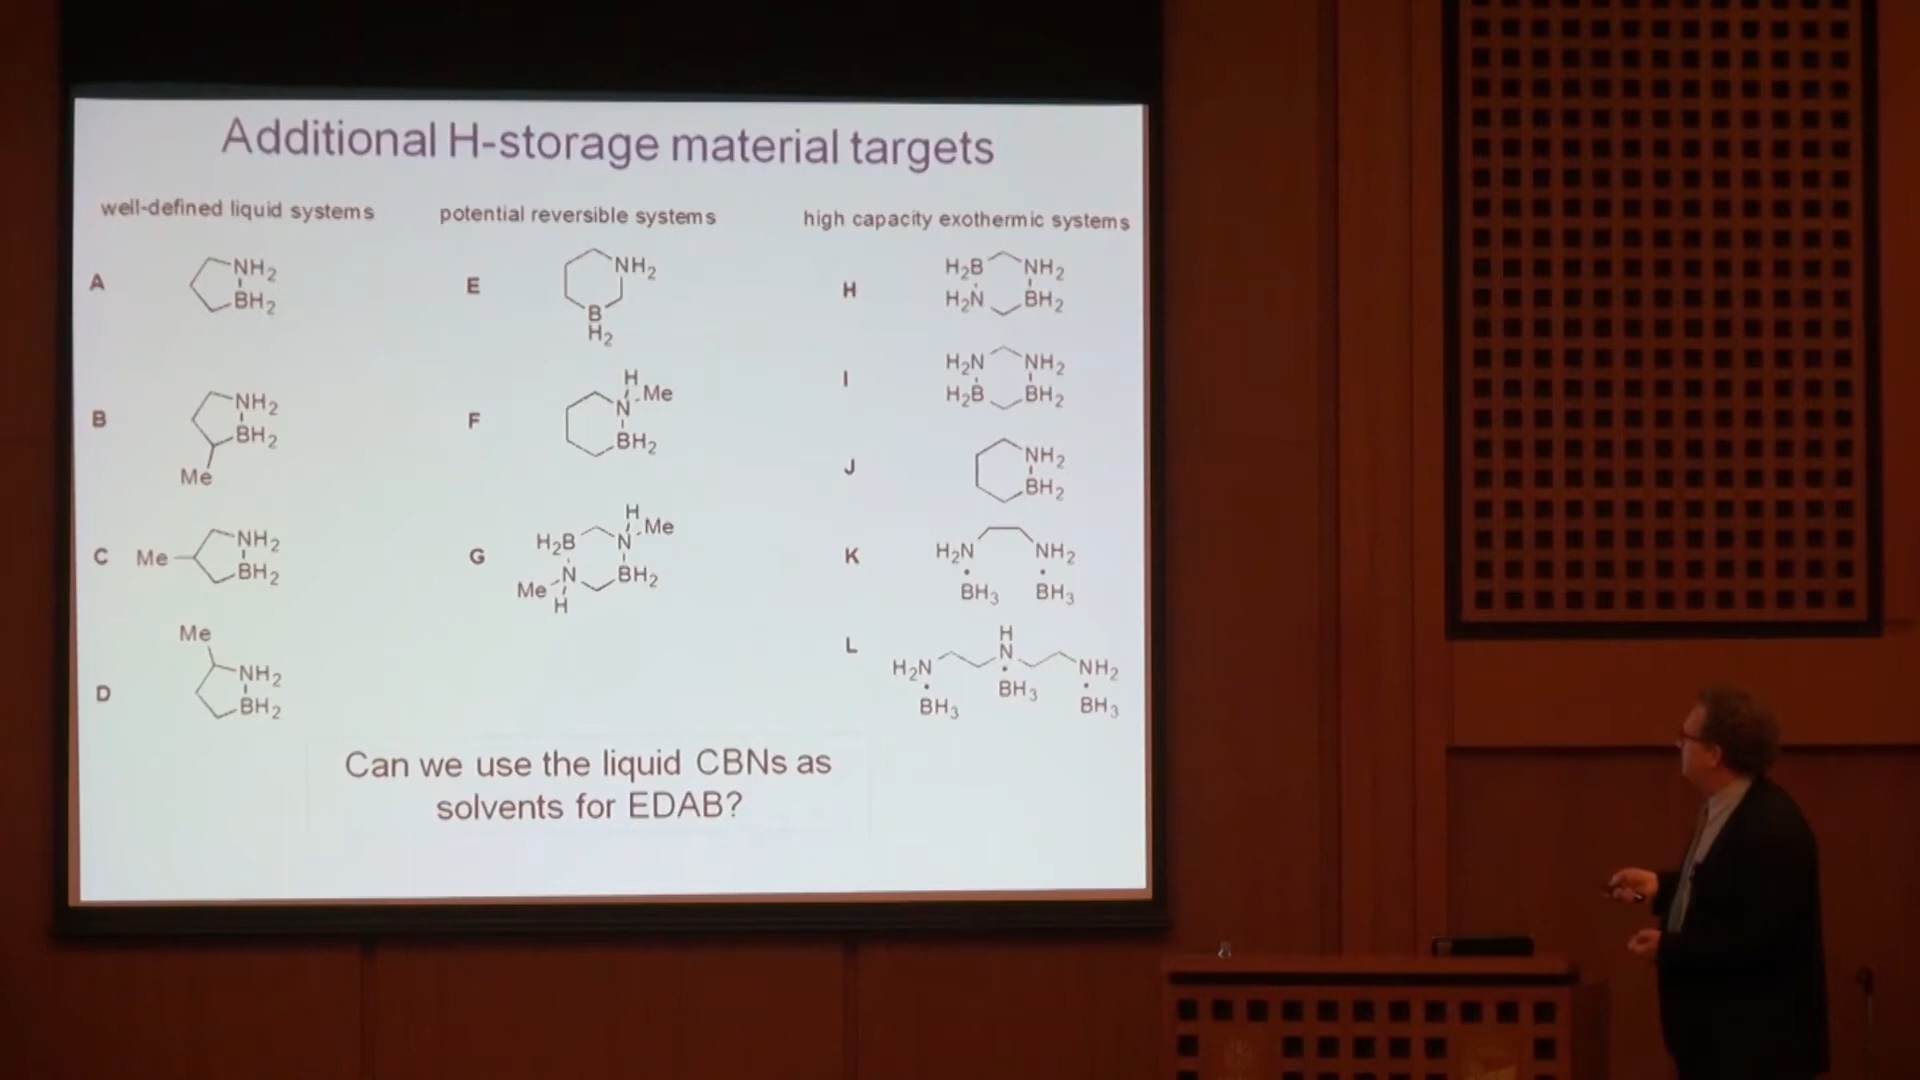 Additional H-storage material targets
well-defined liquid systems
A
NH2
BH2
B
NH2
BH2
Me
C
Me
NH2
BH2
D
Me
NH2
BH2
potential reversible systems
E
NH2
B
H2
F
H
N
Me
BH2
G
H
H2B
N
Me
N
BH2
Me
H
high capacity exothermic systems
H
H2B
NH2
H2N
BH2
I
H2N
NH2
H2B
BH2
J
NH2
BH2
K
H2N
NH2
BH3
BH3
L
H
N
H2N
NH2
BH3
BH3
BH3
Can we use the liquid CBNs as
solvents for EDAB?